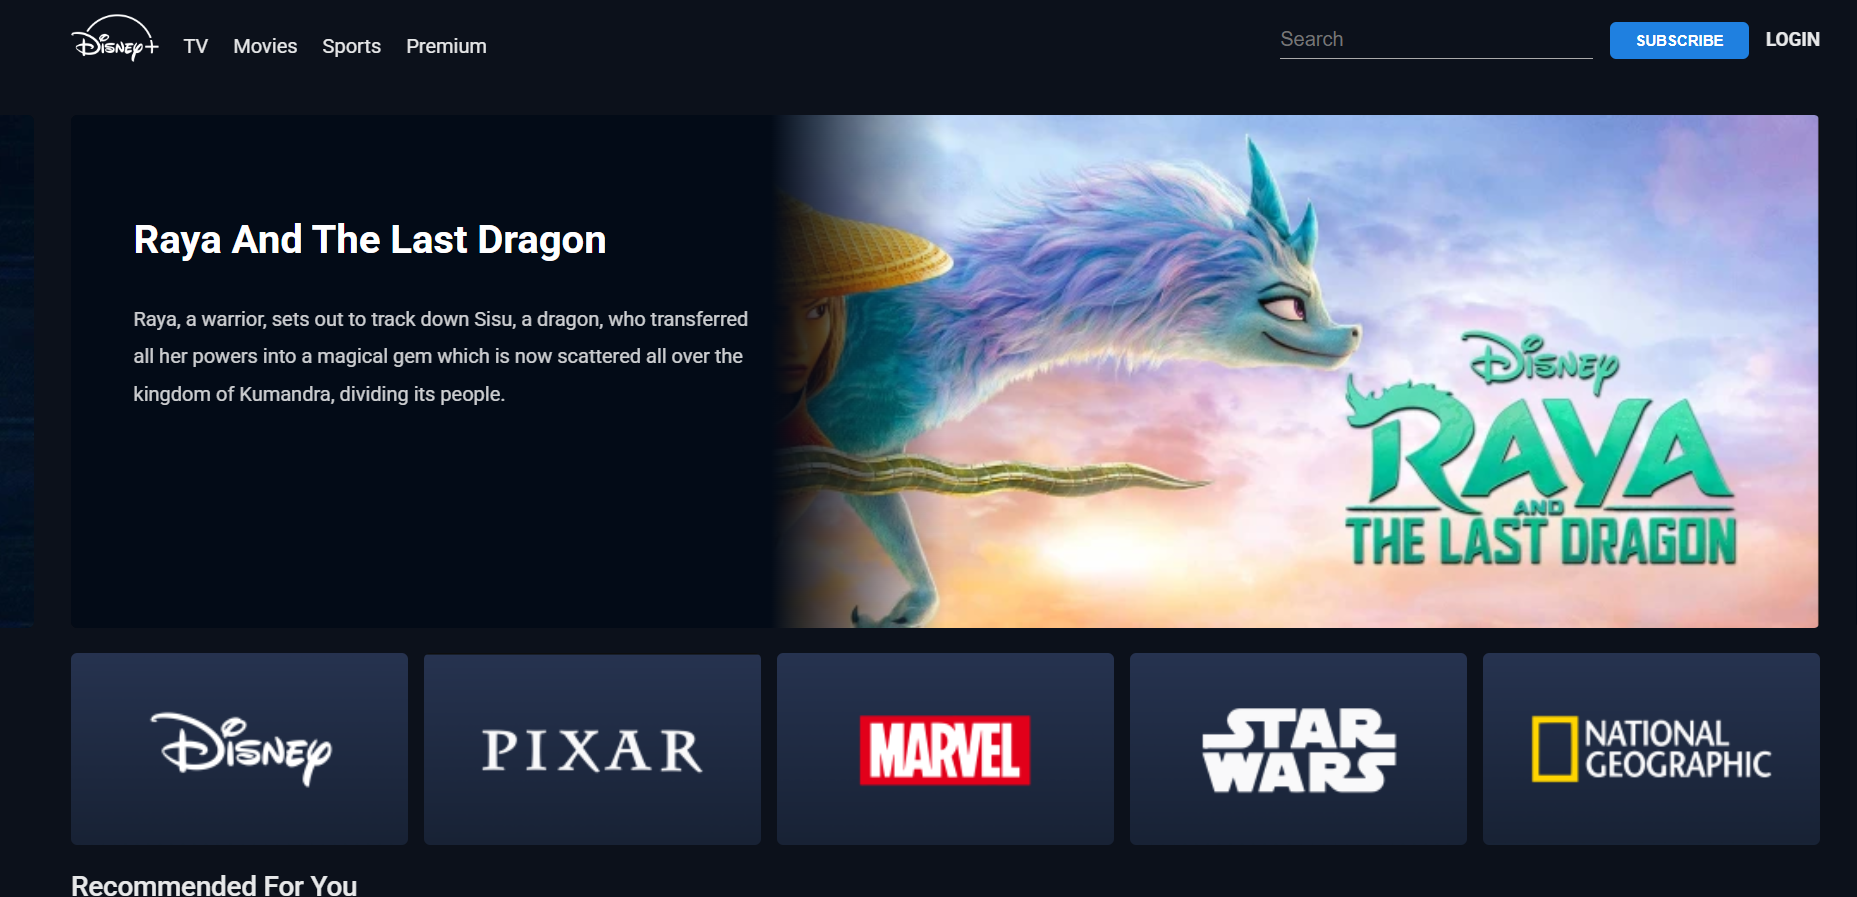 Disney+
TV Movies Sports Premium
Search
SUBSCRIBE
LOGIN
Raya And The Last Dragon
Raya, a warrior, sets out to track down Sisu, a dragon, who transferred
all her powers into a magical gem which is now scattered all over the
kingdom of Kumandra, dividing its people.
Disney
RAYA
AND
THE LAST DRAGON
Disney
PIXAR
MARVEL
STAR
WARS
NATIONAL
GEOGRAPHIC
Recommended For You